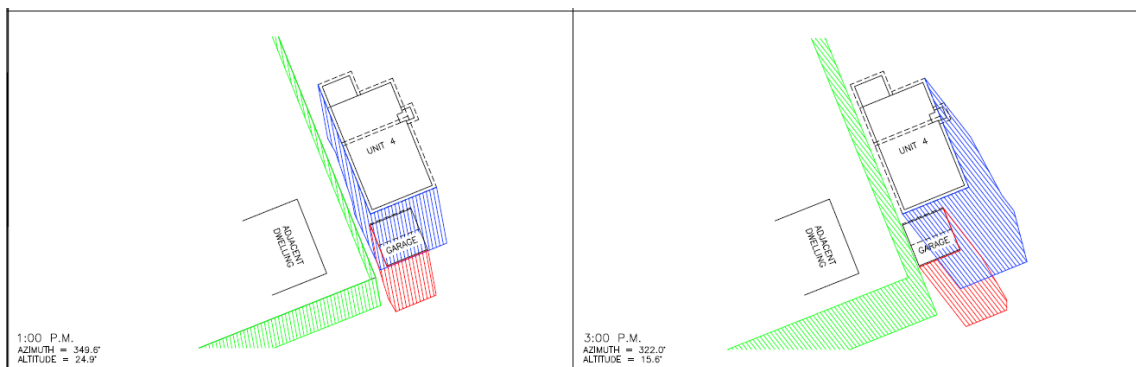 UNIT 4
ADJACENT
DWELLING
GARAGE
1:00 P.M.
AZIMUTH = 349.6°
ALTITUDE = 24.9°
UNIT 4
ADJACENT
DWELLING
GARAGE
3:00 P.M.
AZIMUTH = 322.0°
ALTITUDE = 15.6°